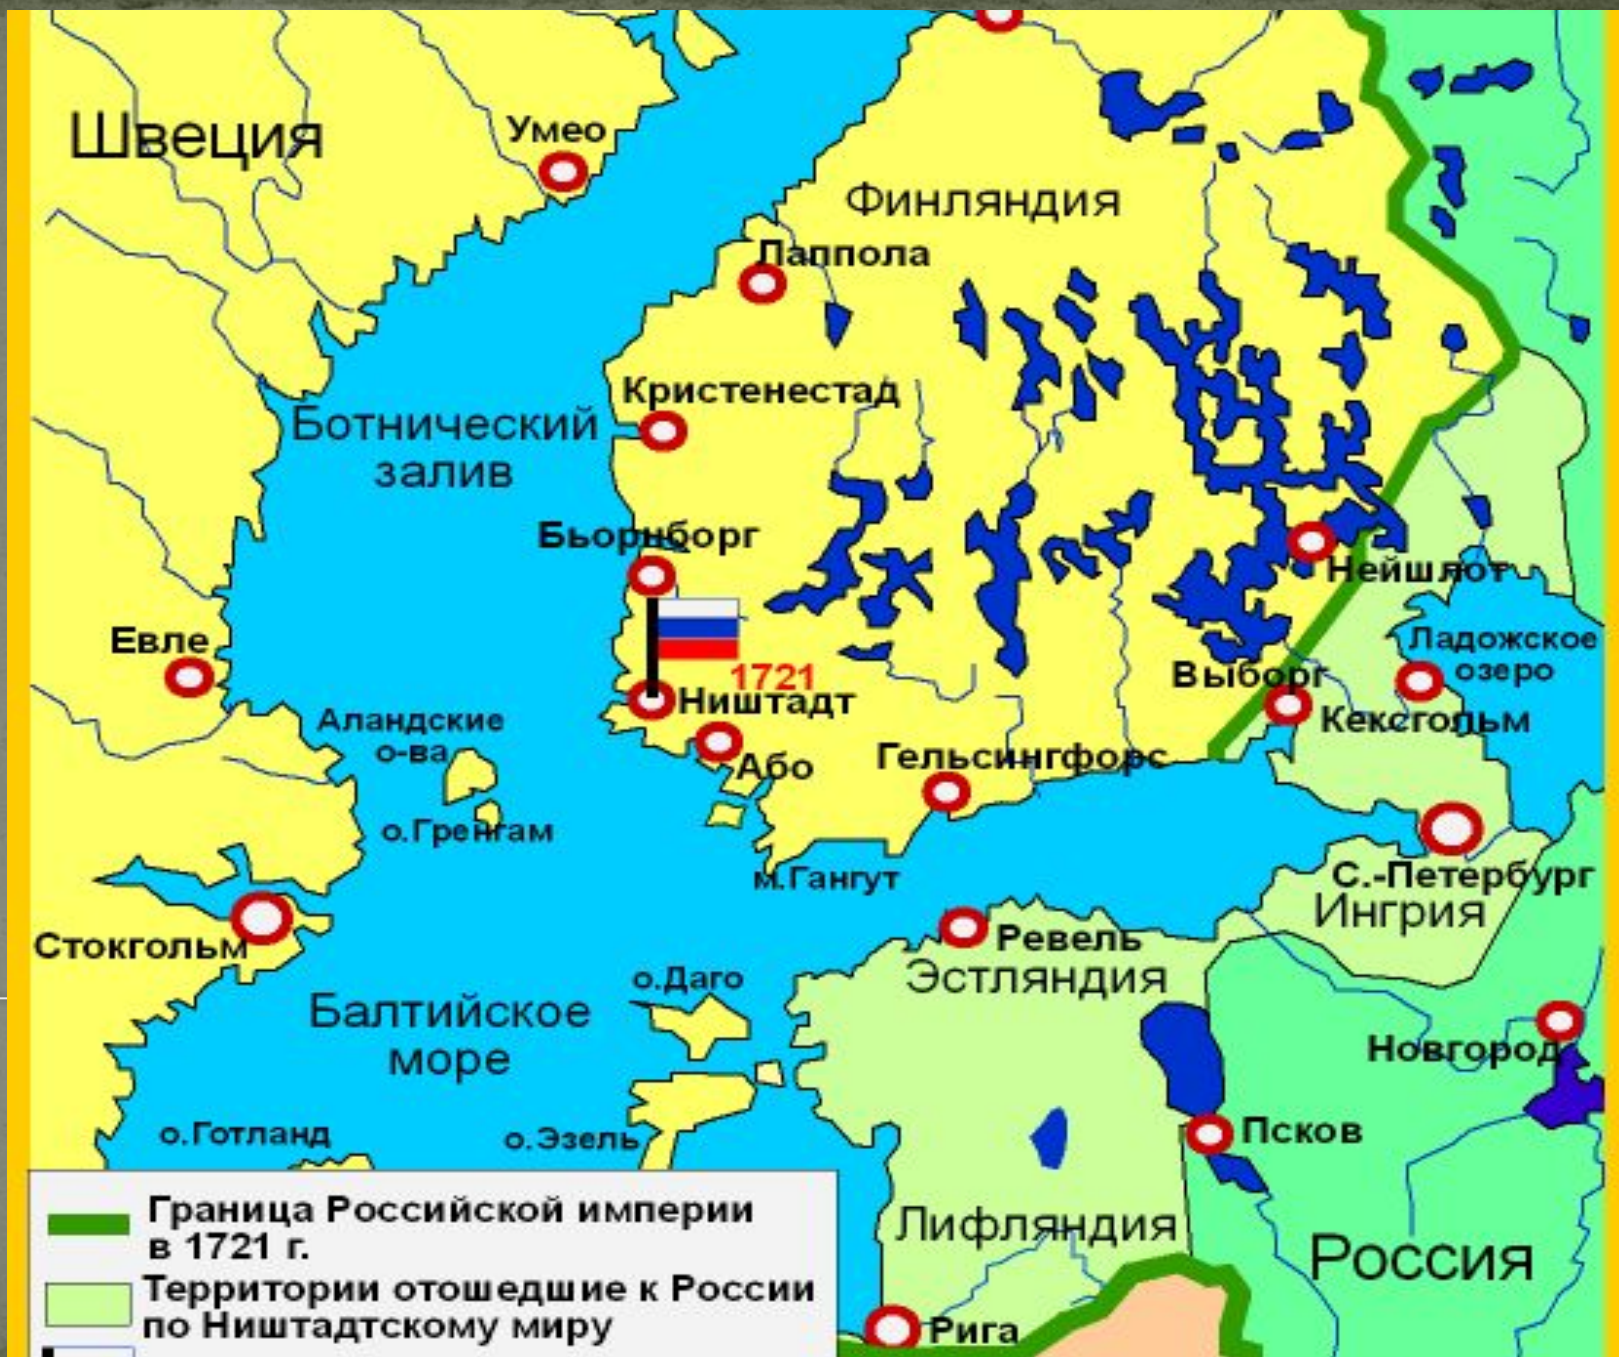 Швеция
Умео
Финляндия
Лаппола
Кристенестад
Ботнический
залив
Бьорнборг
Нейшлот
Евле
1721
Ништадт
Выборг
Ладожское
озеро
Кексгольм
Аландские
о-ва
Або
Гельсингфорс
о.Гренгам
м.Гангут
С.-Петербург
Ингрия
Стокгольм
Ревель
Эстляндия
о.Даго
Балтийское
море
Новгород
о.Готланд
о.Эзель
Псков
Лифляндия
Россия
Рига
Граница Российской империи
в 1721 г.
Территории отошедшие к России
по Ништадтскому миру